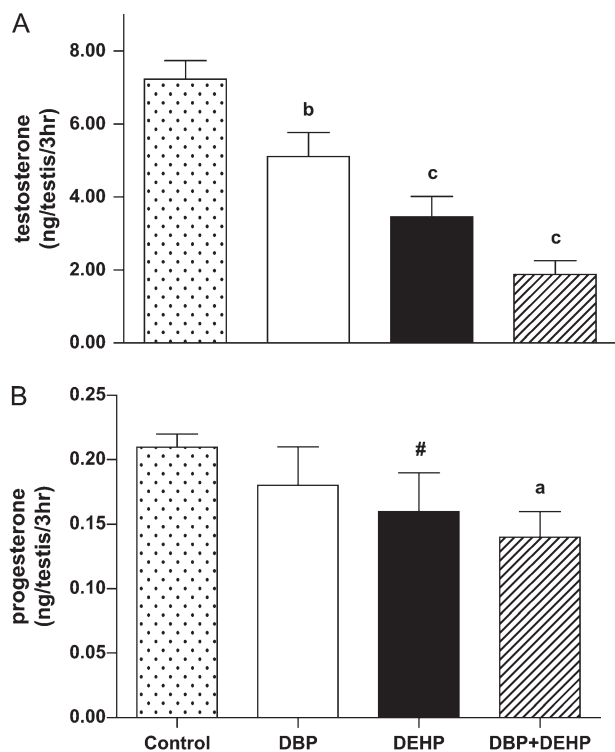 A
testosterone
(ng/testis/3hr)
8.00
6.00
4.00
2.00
0.00
b
c
c
B
progesterone
(ng/testis/3hr)
0.25
0.20
0.15
0.10
0.05
0.00
#
a
Control
DBP
DEHP
DBP+DEHP